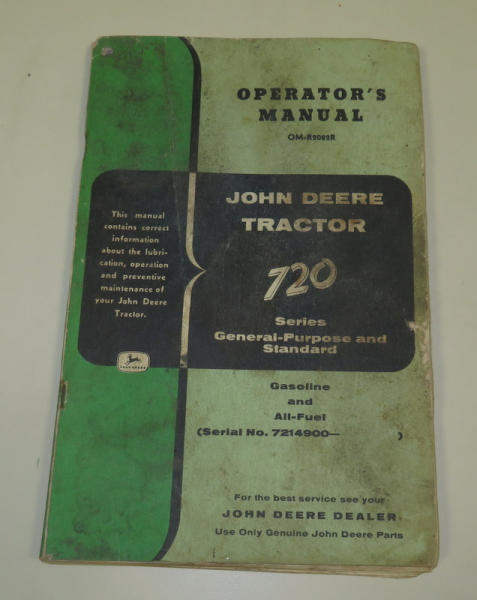 OPERATOR'S
MANUAL
OM-R2082R
This manual
contains correct
information
about the lubri-
cation, operation
and preventive
maintenance of
your John Deere
Tractor.
JOHN DEERE
JOHN DEERE
TRACTOR
720
Series
General-Purpose and
Standard
Gasoline
and
All-Fuel
(Serial No. 7214900— )
For the best service see your
JOHN DEERE DEALER
Use Only Genuine John Deere Parts